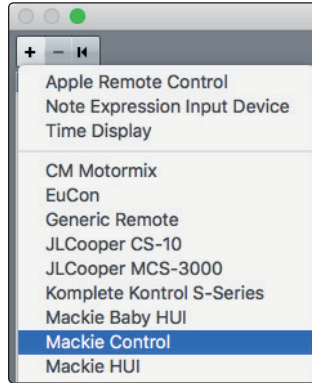 Apple Remote Control
Note Expression Input Device
Time Display
CM Motormix
EuCon
Generic Remote
JLCooper CS-10
JLCooper MCS-3000
Komplete Kontrol S-Series
Mackie Baby HUI
Mackie Control
Mackie HUI